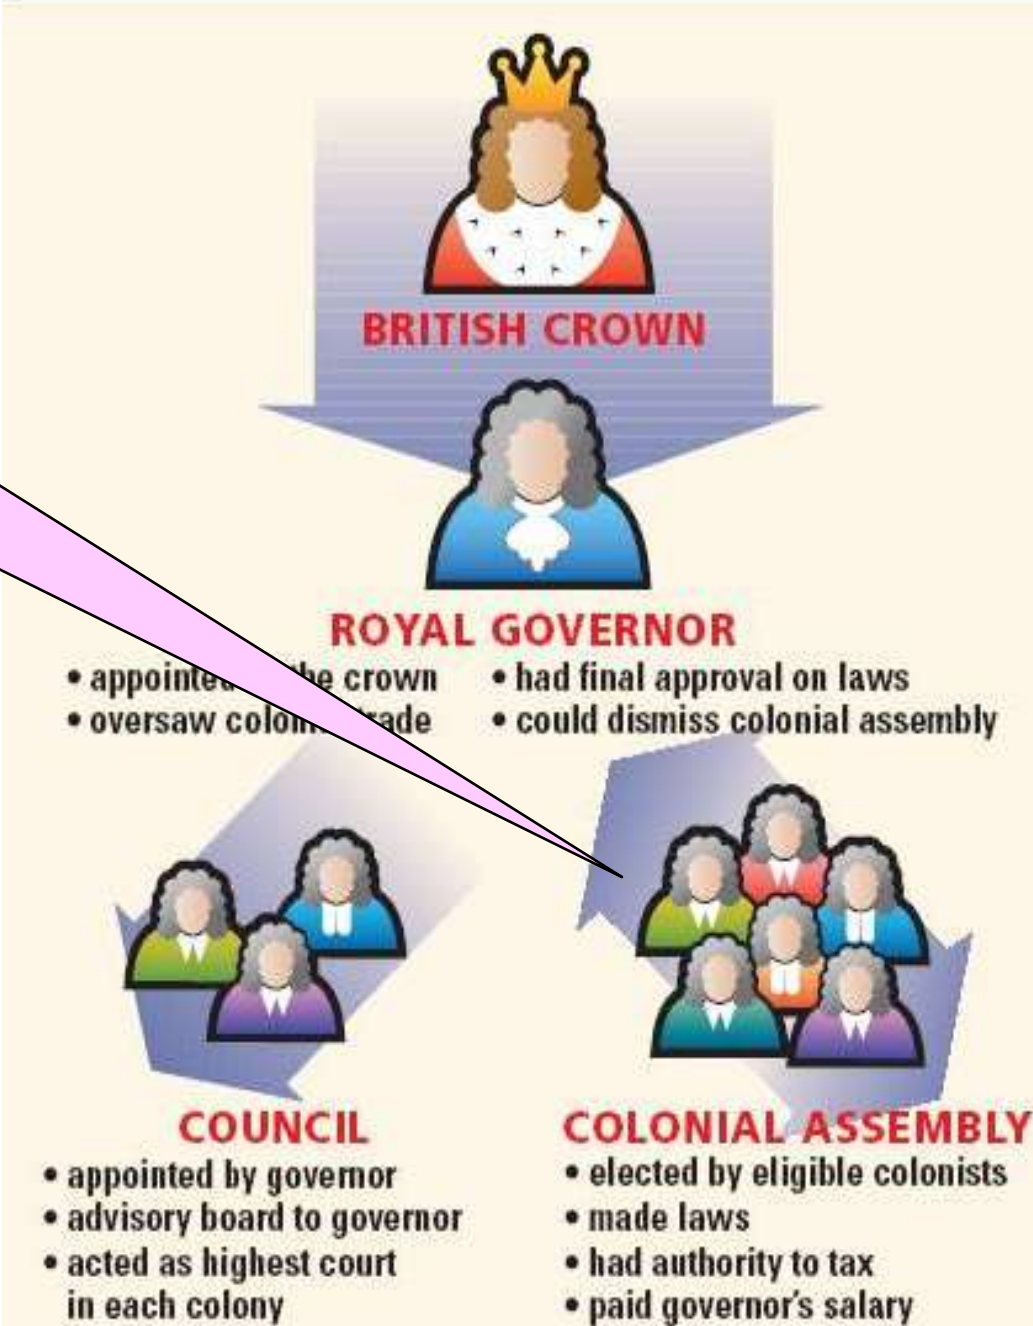 BRITISH CROWN
ROYAL GOVERNOR
• appointed the crown
• oversaw colonial trade
• had final approval on laws
• could dismiss colonial assembly
COUNCIL
• appointed by governor
• advisory board to governor
• acted as highest court
in each colony
COLONIAL ASSEMBLY
• elected by eligible colonists
• made laws
• had authority to tax
• paid governor's salary